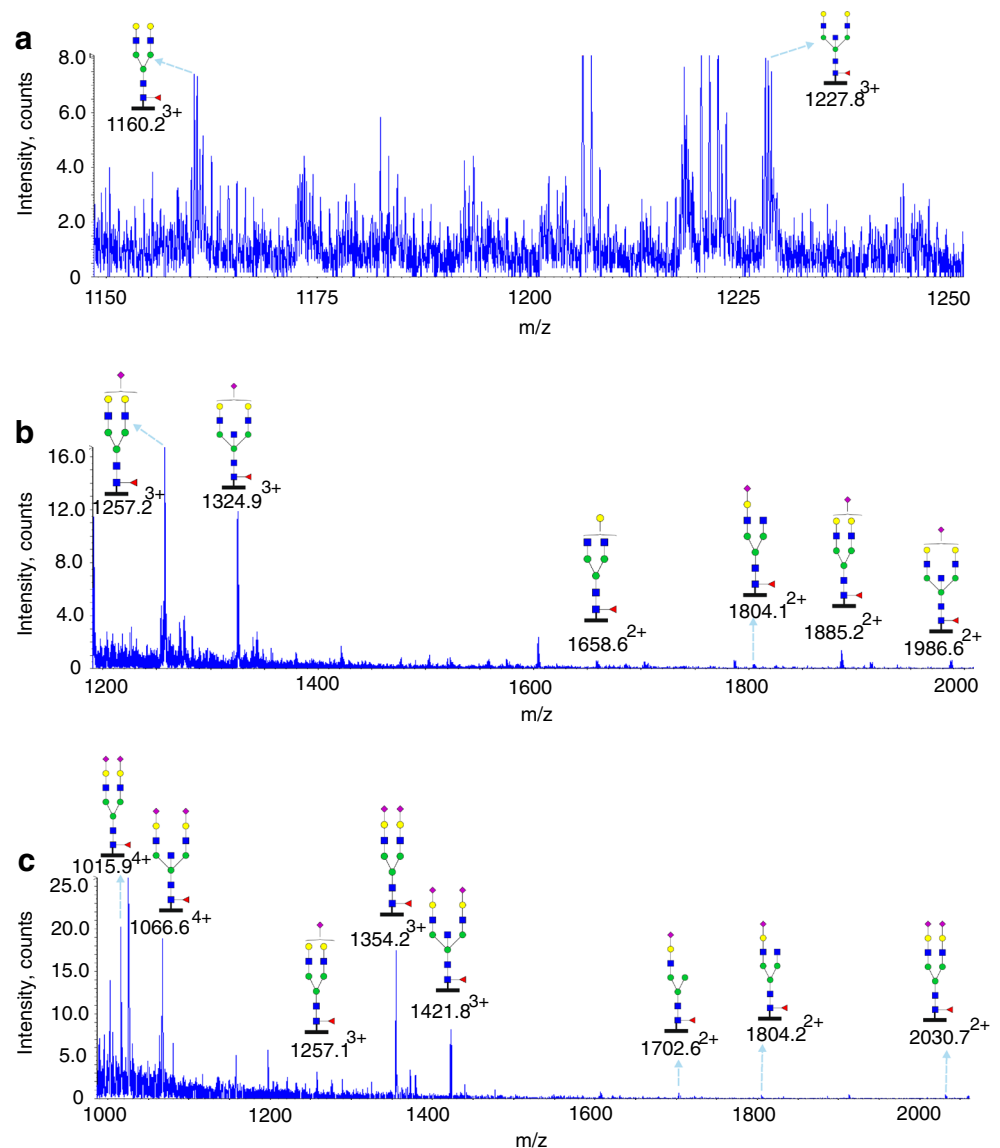 a
Intensity, counts
8.0
6.0
4.0
2.0
0
1160.2 3+
1227.8 3+
1150 1175 1200 1225 1250
m/z
b
Intensity, counts
16.0
12.0
8.0
4.0
0
1257.2 3+
1324.9 3+
1658.6 2+
1804.1 2+
1885.2 2+
1986.6 2+
1200 1400 1600 1800 2000
m/z
c
Intensity, counts
25.0
20.0
15.0
10.0
5.0
0
1015.9 4+
1066.6 4+
1257.1 3+
1354.2 3+
1421.8 3+
1702.6 2+
1804.2 2+
2030.7 2+
1000 1200 1400 1600 1800 2000
m/z